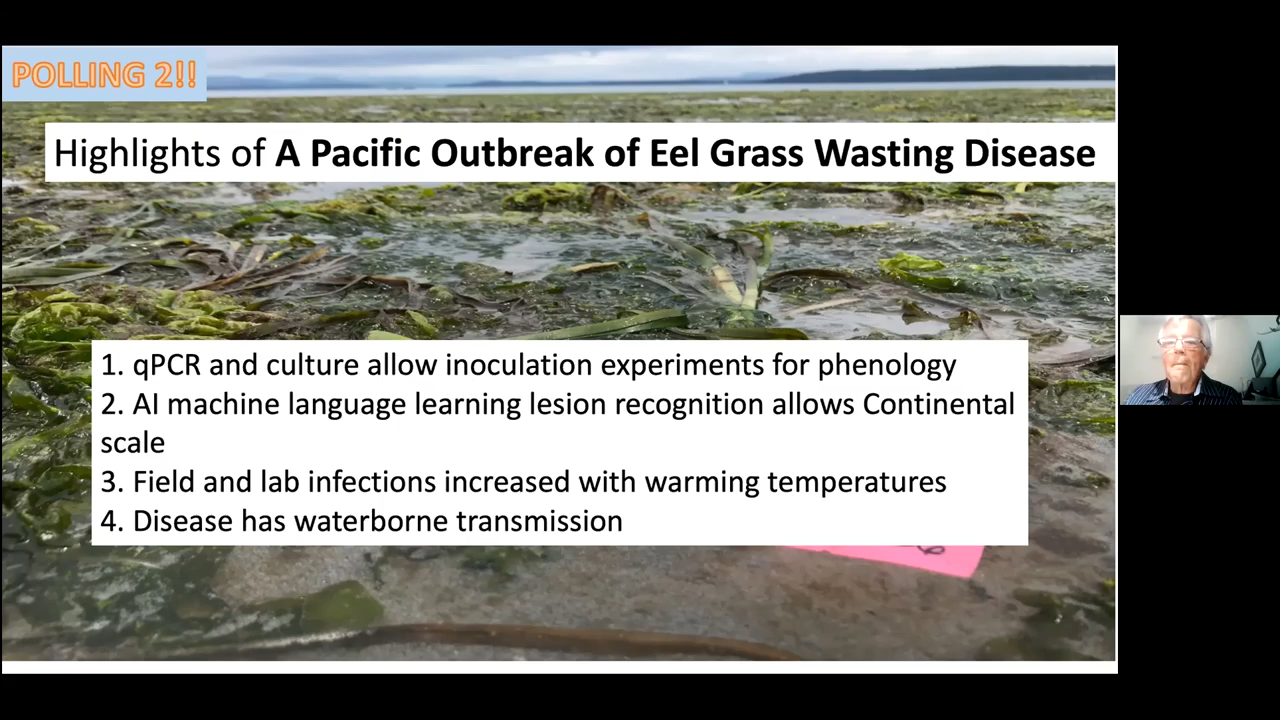 POLLING 2!!
Highlights of A Pacific Outbreak of Eel Grass Wasting Disease
1. qPCR and culture allow inoculation experiments for phenology
2. AI machine language learning lesion recognition allows Continental
scale
3. Field and lab infections increased with warming temperatures
4. Disease has waterborne transmission